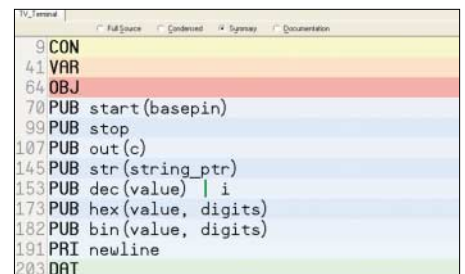 TV_Terminal
Full Source Condensed Summary Documentation
9 CON
41 VAR
64 OBJ
70 PUB start(basepin)
99 PUB stop
107 PUB out(c)
145 PUB str(string_ptr)
153 PUB dec(value) | i
173 PUB hex(value, digits)
182 PUB bin(value, digits)
191 PRI newline
203 DAT